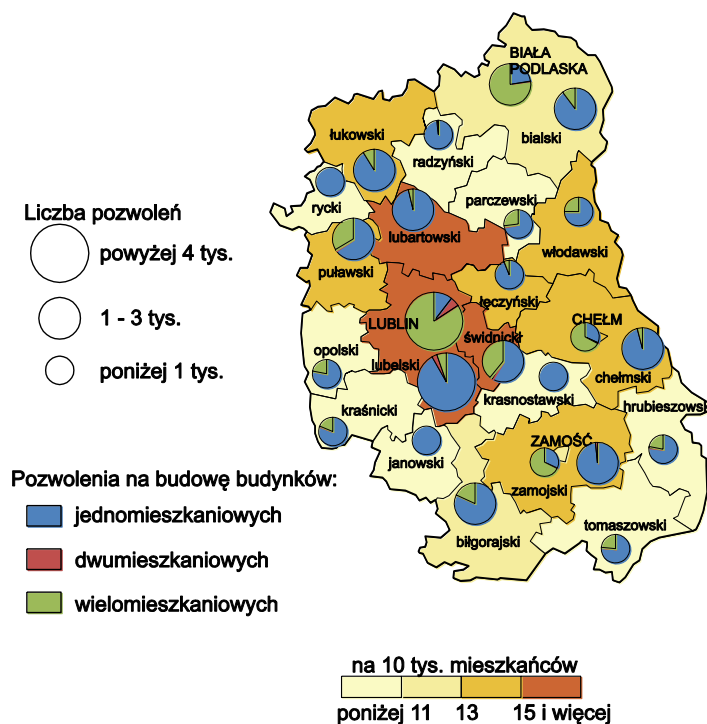 BIAŁA
PODLASKA
bialski
łukowski
radzyński
parczewski
rycki
lubartowski
włodawski
puławski
łęczyński
LUBLIN
świdnicki
CHEŁM
opolski
lubelski
chełmski
krasnostawski
hrubieszows
kraśnicki
janowski
ZAMOŚĆ
zamojski
tomaszowski
biłgorajski
Liczba pozwoleń
powyżej 4 tys.
1 - 3 tys.
poniżej 1 tys.
Pozwolenia na budowę budynków:
jednomieszkaniowych
dwumieszkaniowych
wielomieszkaniowych
na 10 tys. mieszkańców
poniżej 11 13 15 i więcej